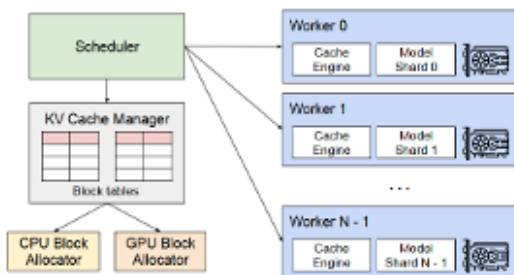 Scheduler
KV Cache Manager
Block tables
CPU Block
Allocator
GPU Block
Allocator
Worker 0
Cache
Engine
Model
Shard 0
Worker 1
Cache
Engine
Model
Shard 1
...
Worker N - 1
Cache
Engine
Model
Shard N - 1